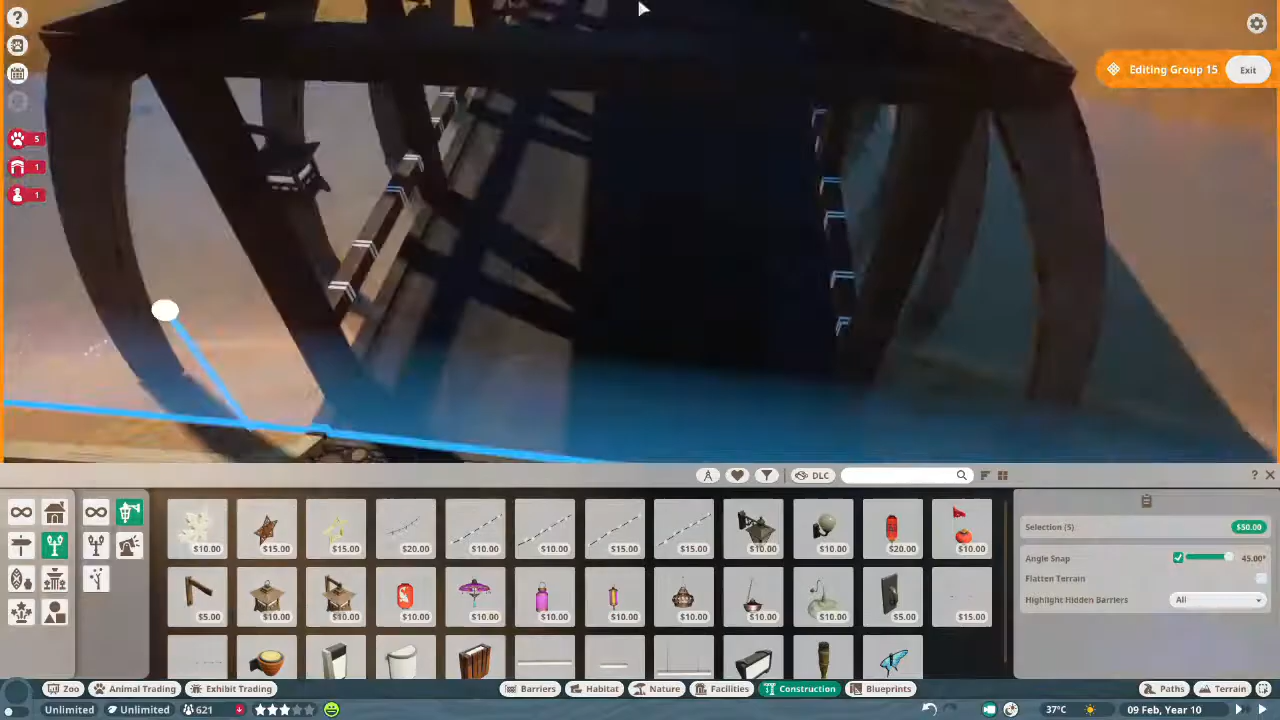 ?
Editing Group 15
Exit
5
1
1
DLC
? ×
$10.00 $15.00 $15.00 $20.00 $10.00 $10.00 $15.00 $15.00 $10.00 $10.00 $20.00 $10.00
$5.00 $10.00 $10.00 $10.00 $10.00 $10.00 $10.00 $10.00 $10.00 $10.00 $5.00 $15.00
Selection (5) $50.00
Angle Snap 45.00°
Flatten Terrain
Highlight Hidden Barriers All
Zoo Animal Trading Exhibit Trading Barriers Habitat Nature Facilities Construction Blueprints Paths Terrain
Unlimited Unlimited 621 37°C 09 Feb, Year 10